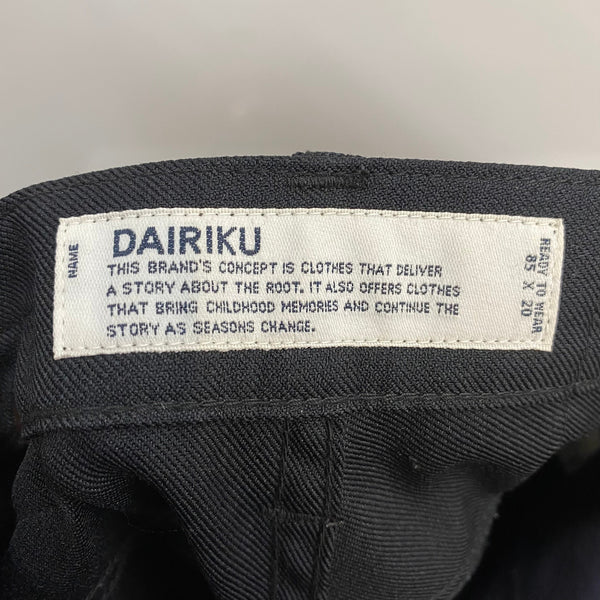 NAME
DAIRIKU
THIS BRAND'S CONCEPT IS CLOTHES THAT DELIVER
A STORY ABOUT THE ROOT. IT ALSO OFFERS CLOTHES
THAT BRING CHILDHOOD MEMORIES AND CONTINUE THE
STORY AS SEASONS CHANGE.
READY TO WEAR
85 X 20